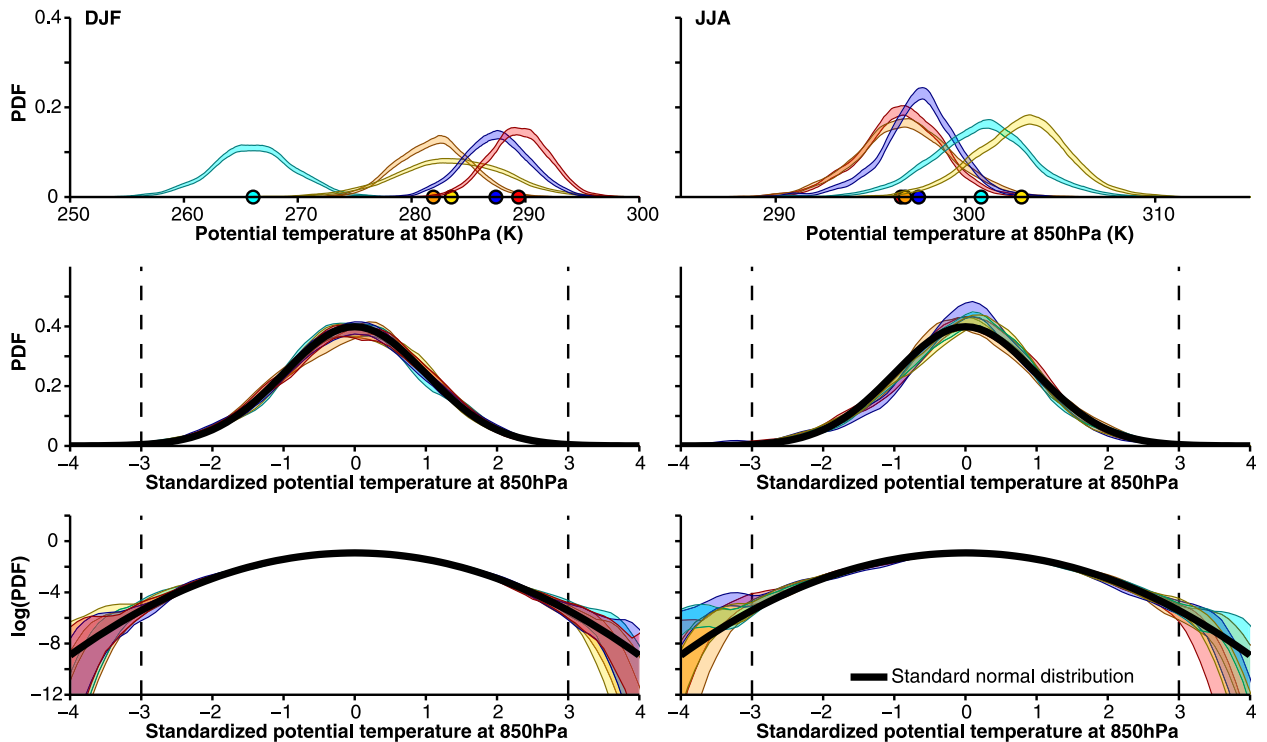 DJF
JJA
0.4
0.2
0
PDF
250 260 270 280 290 300
290 300 310
Potential temperature at 850hPa (K)
Potential temperature at 850hPa (K)
0.4
0.2
0
PDF
−4 −3 −2 −1 0 1 2 3 4
−4 −3 −2 −1 0 1 2 3 4
Standardized potential temperature at 850hPa
Standardized potential temperature at 850hPa
0
−4
−8
−12
log(PDF)
Standard normal distribution
−4 −3 −2 −1 0 1 2 3 4
−4 −3 −2 −1 0 1 2 3 4
Standardized potential temperature at 850hPa
Standardized potential temperature at 850hPa